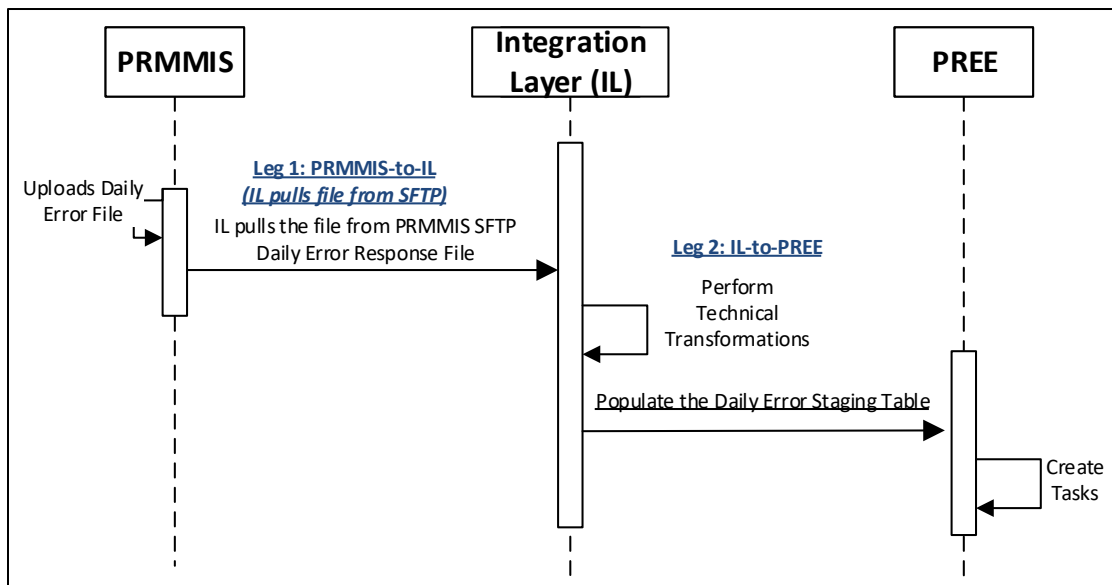 PRMMIS
Integration
Layer (IL)
PREE
Uploads Daily
Error File
Leg 1: PRMMIS-to-IL
(IL pulls file from SFTP)
IL pulls the file from PRMMIS SFTP
Daily Error Response File
Leg 2: IL-to-PREE
Perform
Technical
Transformations
Populate the Daily Error Staging Table
Create
Tasks